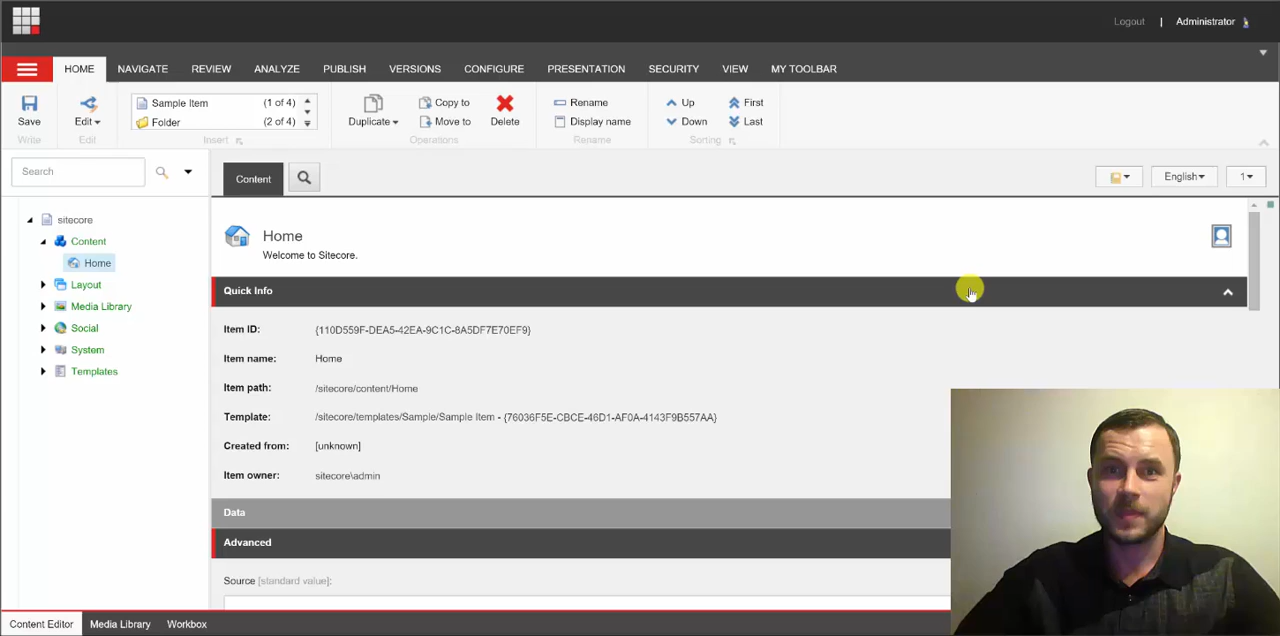 Logout | Administrator
HOME NAVIGATE REVIEW ANALYZE PUBLISH VERSIONS CONFIGURE PRESENTATION SECURITY VIEW MY TOOLBAR
Sample Item (1 of 4)
Folder (2 of 4)
Save
Edit
Duplicate
Copy to
Move to
Delete
Rename
Display name
Up
Down
First
Last
Write
Edit
Insert
Operations
Rename
Sorting
Search
Content
English
1
sitecore
Content
Home
Layout
Media Library
Social
System
Templates
Home
Welcome to Sitecore.
Quick Info
Item ID: {110D559F-DEA5-42EA-9C1C-8A5DF7E70EF9}
Item name: Home
Item path: /sitecore/content/Home
Template: /sitecore/templates/Sample/Sample Item - {76036F5E-CBCE-46D1-AF0A-4143F9B557AA}
Created from: [unknown]
Item owner: sitecore\admin
Data
Advanced
Source [standard value]:
Content Editor Media Library Workbox